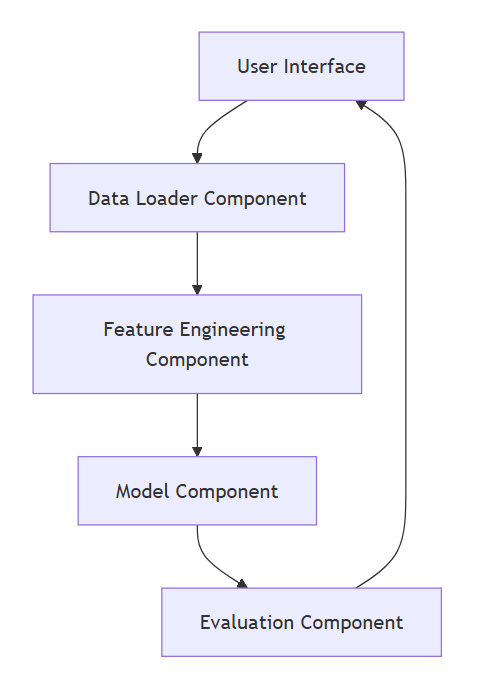 User Interface
Data Loader Component
Feature Engineering
Component
Model Component
Evaluation Component